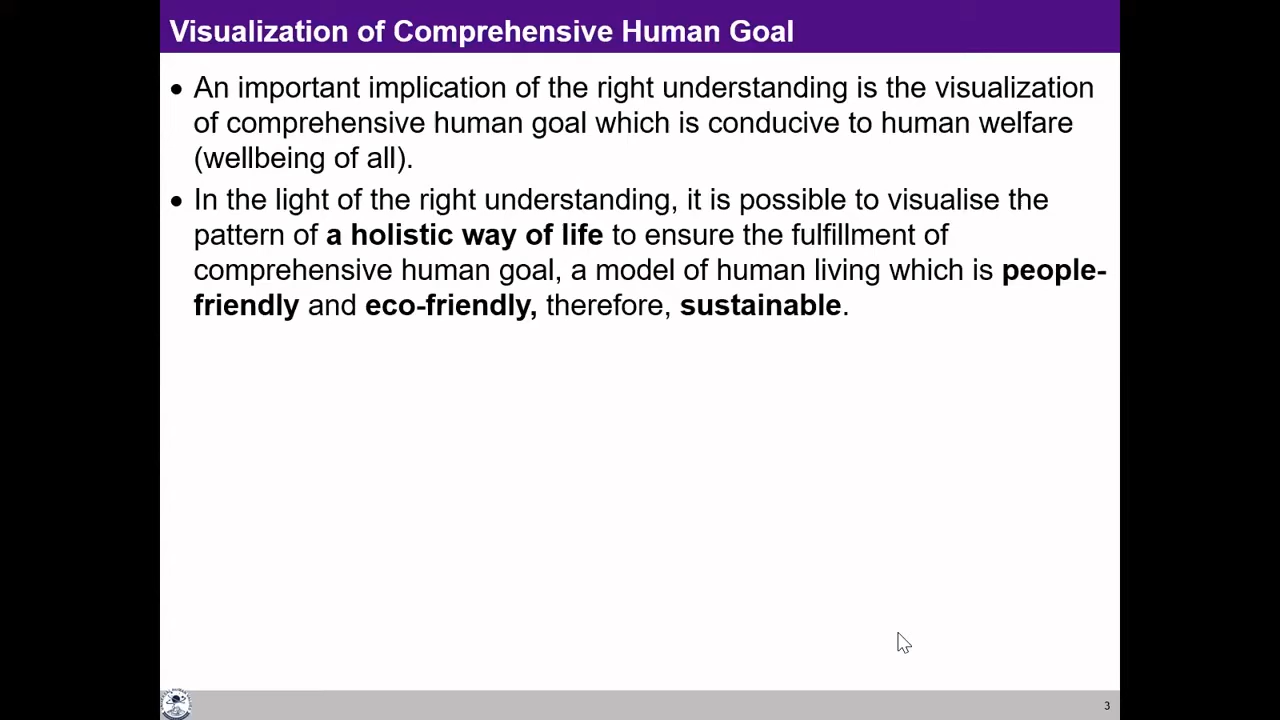 Visualization of Comprehensive Human Goal
• An important implication of the right understanding is the visualization
of comprehensive human goal which is conducive to human welfare
(wellbeing of all).
• In the light of the right understanding, it is possible to visualise the
pattern of a holistic way of life to ensure the fulfillment of
comprehensive human goal, a model of human living which is people-
friendly and eco-friendly, therefore, sustainable.
3